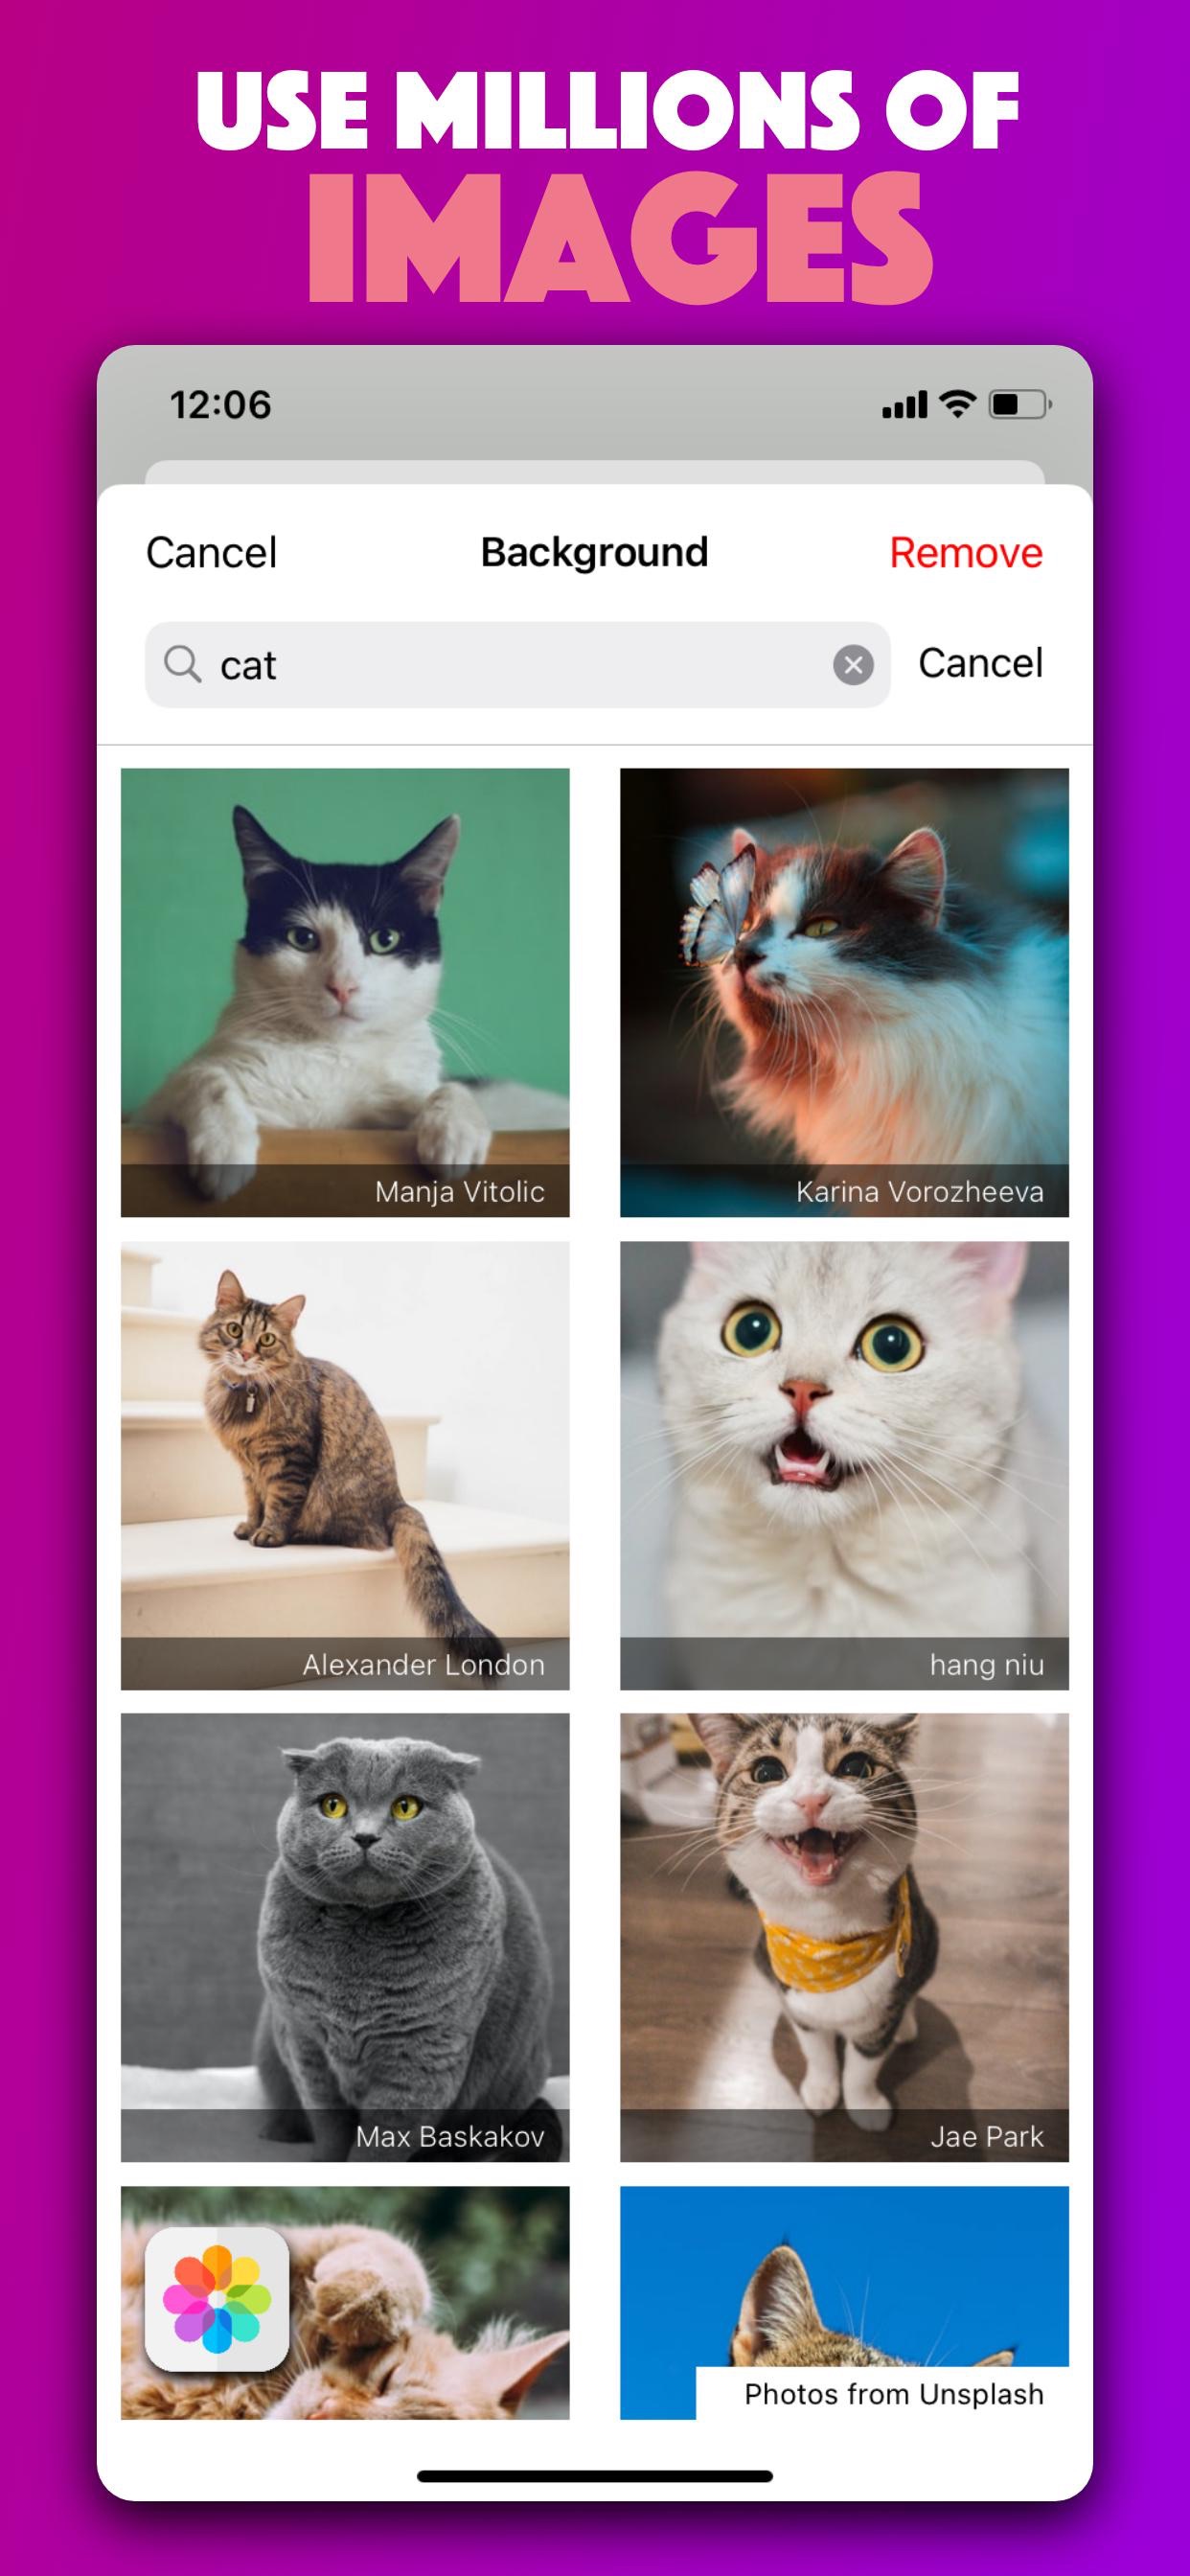 USE MILLIONS OF
IMAGES
12:06
Cancel Background Remove
cat Cancel
Manja Vitolic Karina Vorozheeva
Alexander London hang niu
Max Baskakov Jae Park
Photos from Unsplash